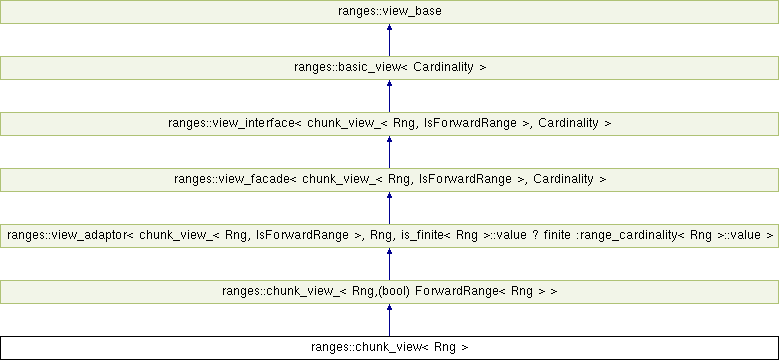 ranges::view_base
ranges::basic_view< Cardinality >
ranges::view_interface< chunk_view_< Rng, IsForwardRange >, Cardinality >
ranges::view_facade< chunk_view_< Rng, IsForwardRange >, Cardinality >
ranges::view_adaptor< chunk_view_< Rng, IsForwardRange >, Rng, is_finite< Rng >::value ? finite :range_cardinality< Rng >::value >
ranges::chunk_view_< Rng,(bool) ForwardRange< Rng > >
ranges::chunk_view< Rng >